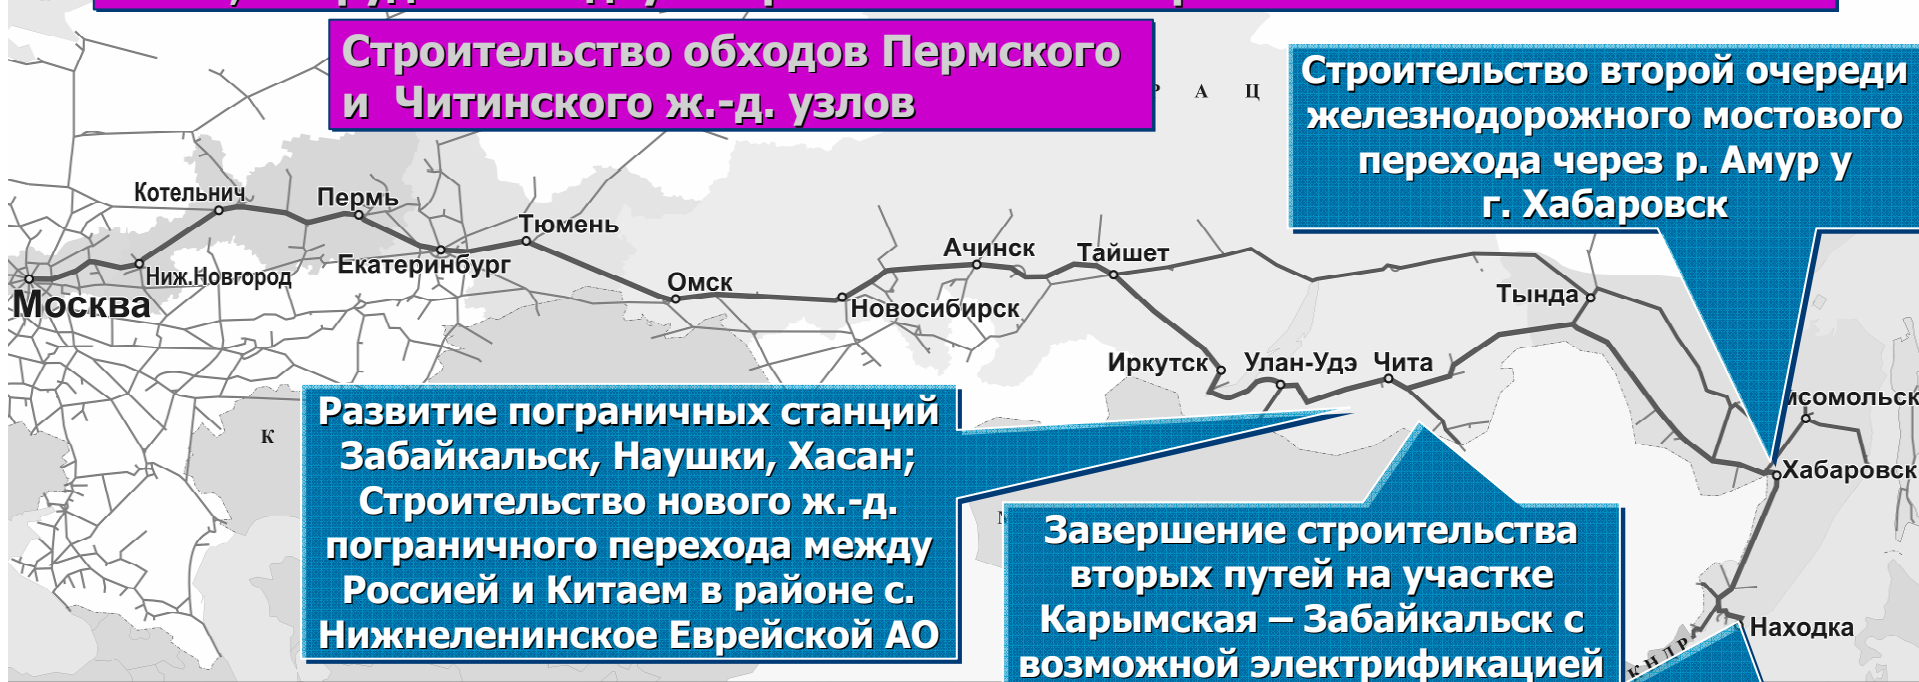 Строительство обходов Пермского
и Читинского ж.-д. узлов
Р А Ц
Строительство второй очереди
железнодорожного мостового
перехода через р. Амур у
г. Хабаровск
Котельнич
Пермь
Тюмень
Ниж.Новгород
Екатеринбург
Москва
Омск
Новосибирск
Ачинск
Тайшет
Тында
Иркутск
Улан-Удэ
Чита
Хабаровск
Находка
К
КНДР
Развитие пограничных станций
Забайкальск, Наушки, Хасан;
Строительство нового ж.-д.
пограничного перехода между
Россией и Китаем в районе с.
Нижнеленинское Еврейской АО
Завершение строительства
вторых путей на участке
Карымская – Забайкальск с
возможной электрификацией